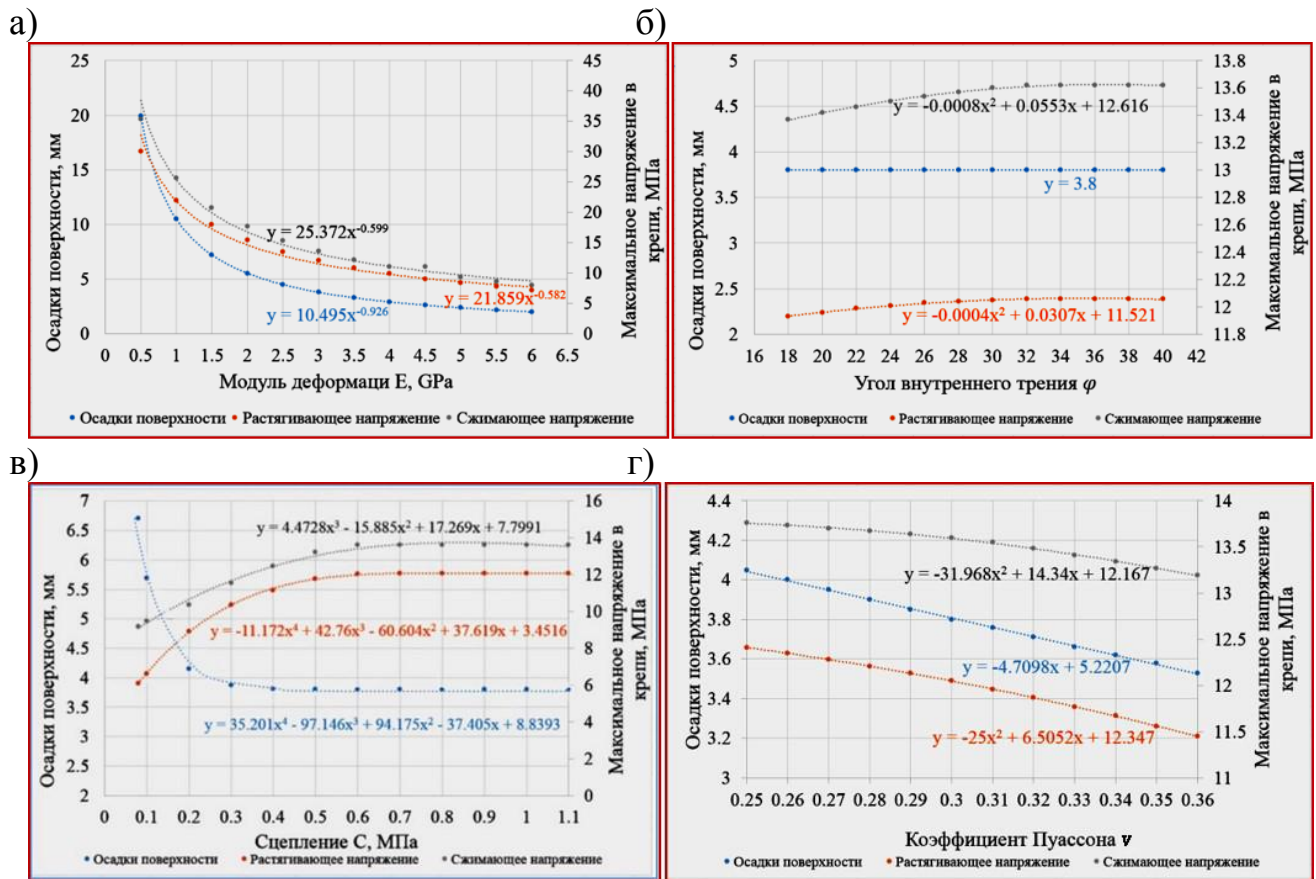 а)
25
20
15
10
5
0
Осадки поверхности, мм
45
40
35
30
25
20
15
10
5
0
Максимальное напряжение в крепи, МПа
y = 25.372x^-0.599
y = 21.859x^-0.582
y = 10.495x^-0.926
0.5 1 1.5 2 2.5 3 3.5 4 4.5 5 5.5 6 6.5
Модуль деформаци E, GPa
Осадки поверхности Растягивающее напряжение Сжимающее напряжение
б)
5
4.5
4
3.5
3
2.5
2
Осадки поверхности, мм
13.8
13.6
13.4
13.2
13
12.8
12.6
12.4
12.2
12
11.8
Максимальное напряжение в крепи, МПа
y = -0.0008x² + 0.0553x + 12.616
y = 3.8
y = -0.0004x² + 0.0307x + 11.521
16 18 20 22 24 26 28 30 32 34 36 38 40 42
Угол внутреннего трения φ
Осадки поверхности Растягивающее напряжение Сжимающее напряжение
в)
7
6.5
6
5.5
5
4.5
4
3.5
3
2.5
2
Осадки поверхности, мм
16
14
12
10
8
6
4
2
0
Максимальное напряжение в крепи, МПа
y = 4.4728x³ - 15.885x² + 17.269x + 7.7991
y = -11.172x⁴ + 42.76x³ - 60.604x² + 37.619x + 3.4516
y = 35.201x⁴ - 97.146x³ + 94.175x² - 37.405x + 8.8393
0 0.1 0.2 0.3 0.4 0.5 0.6 0.7 0.8 0.9 1 1.1
Сцепление C, МПа
Осадки поверхности Растягивающее напряжение Сжимающее напряжение
г)
4.4
4.2
4
3.8
3.6
3.4
3.2
3
Осадки поверхности, мм
14
13.5
13
12.5
12
11.5
11
Максимальное напряжение в крепи, МПа
y = -31.968x² + 14.34x + 12.167
y = -4.7098x + 5.2207
y = -25x² + 6.5052x + 12.347
0.25 0.26 0.27 0.28 0.29 0.3 0.31 0.32 0.33 0.34 0.35 0.36
Коэффициент Пуассона ν
Осадки поверхности Растягивающее напряжение Сжимающее напряжение